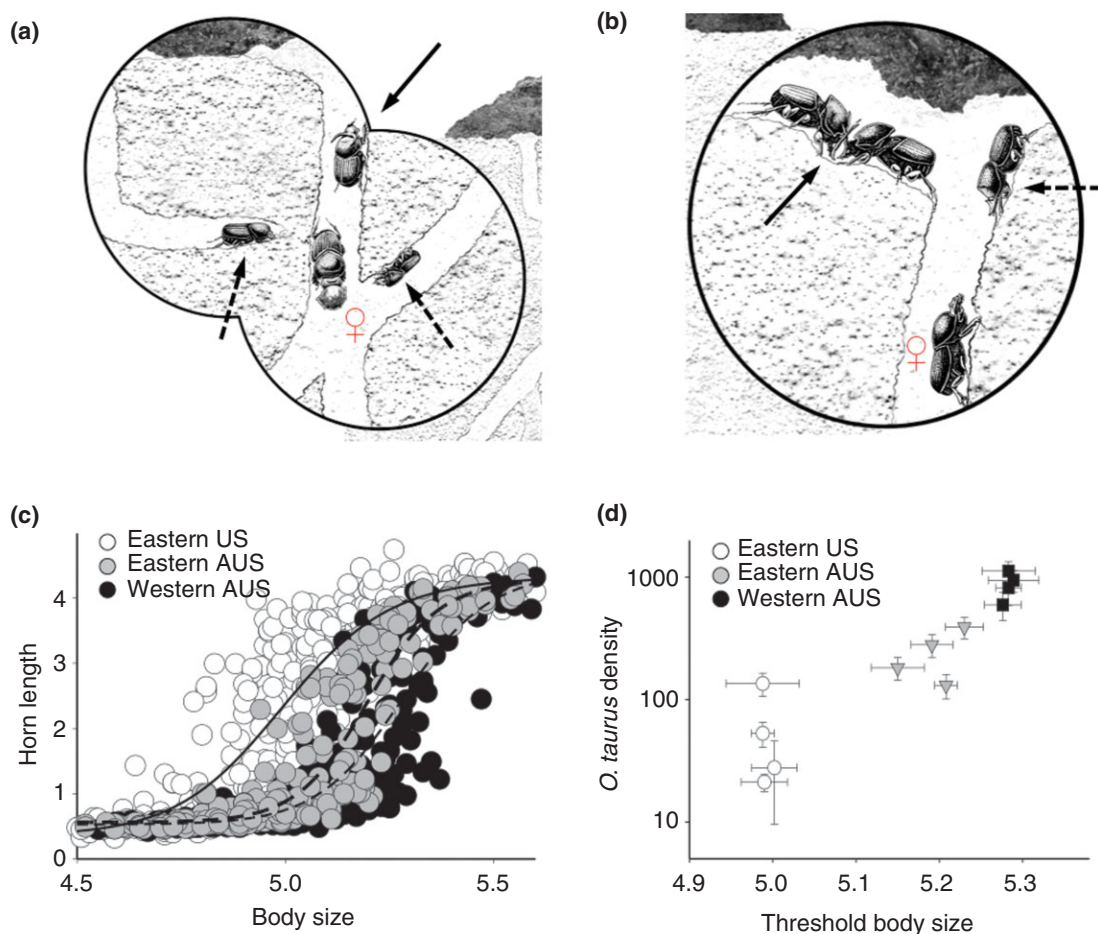 (a)
♀
(b)
♀
(c)
Eastern US
Eastern AUS
Western AUS
Horn length
4
3
2
1
0
4.5 5.0 5.5
Body size
(d)
Eastern US
Eastern AUS
Western AUS
O. taurus density
1000
100
10
4.9 5.0 5.1 5.2 5.3
Threshold body size